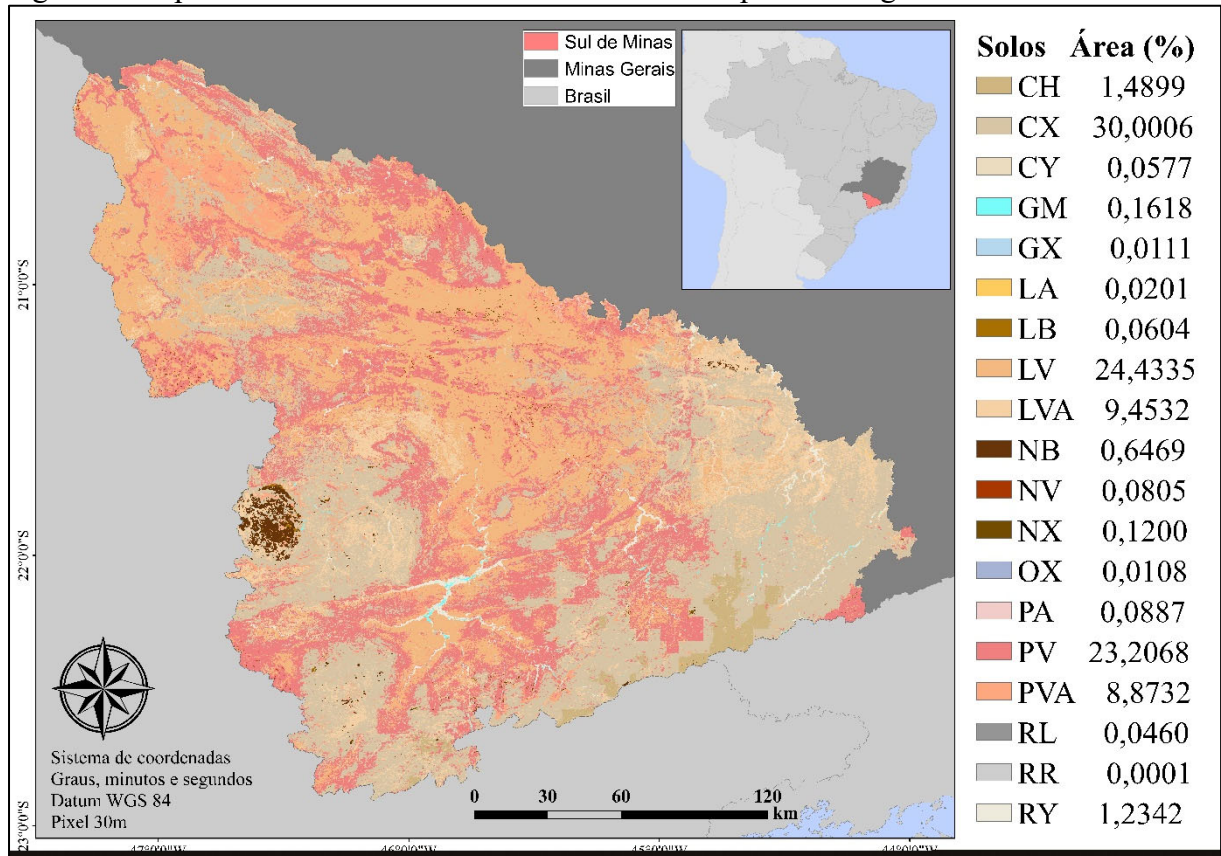 Sul de Minas
Minas Gerais
Brasil
Solos Área (%)
CH 1,4899
CX 30,0006
CY 0,0577
GM 0,1618
GX 0,0111
LA 0,0201
LB 0,0604
LV 24,4335
LVA 9,4532
NB 0,6469
NV 0,0805
NX 0,1200
OX 0,0108
PA 0,0887
PV 23,2068
PVA 8,8732
RL 0,0460
RR 0,0001
RY 1,2342
21°0'0"S
22°0'0"S
23°0'0"S
Sistema de coordenadas
Graus, minutos e segundos
Datum WGS 84
Pixel 30m
0 30 60 120
km